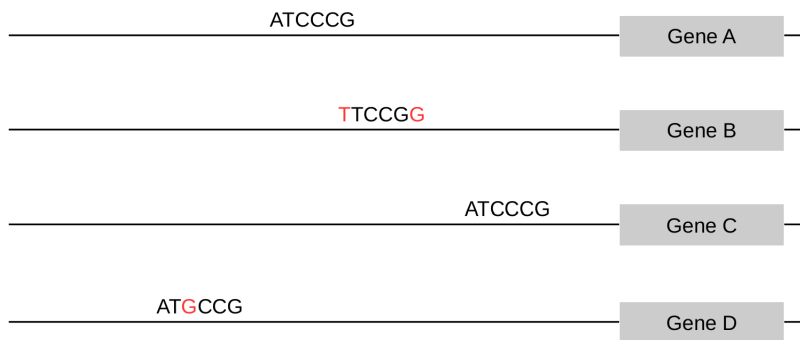 ATCCCG
Gene A
TTCCGG
Gene B
ATCCCG
Gene C
ATGCCG
Gene D